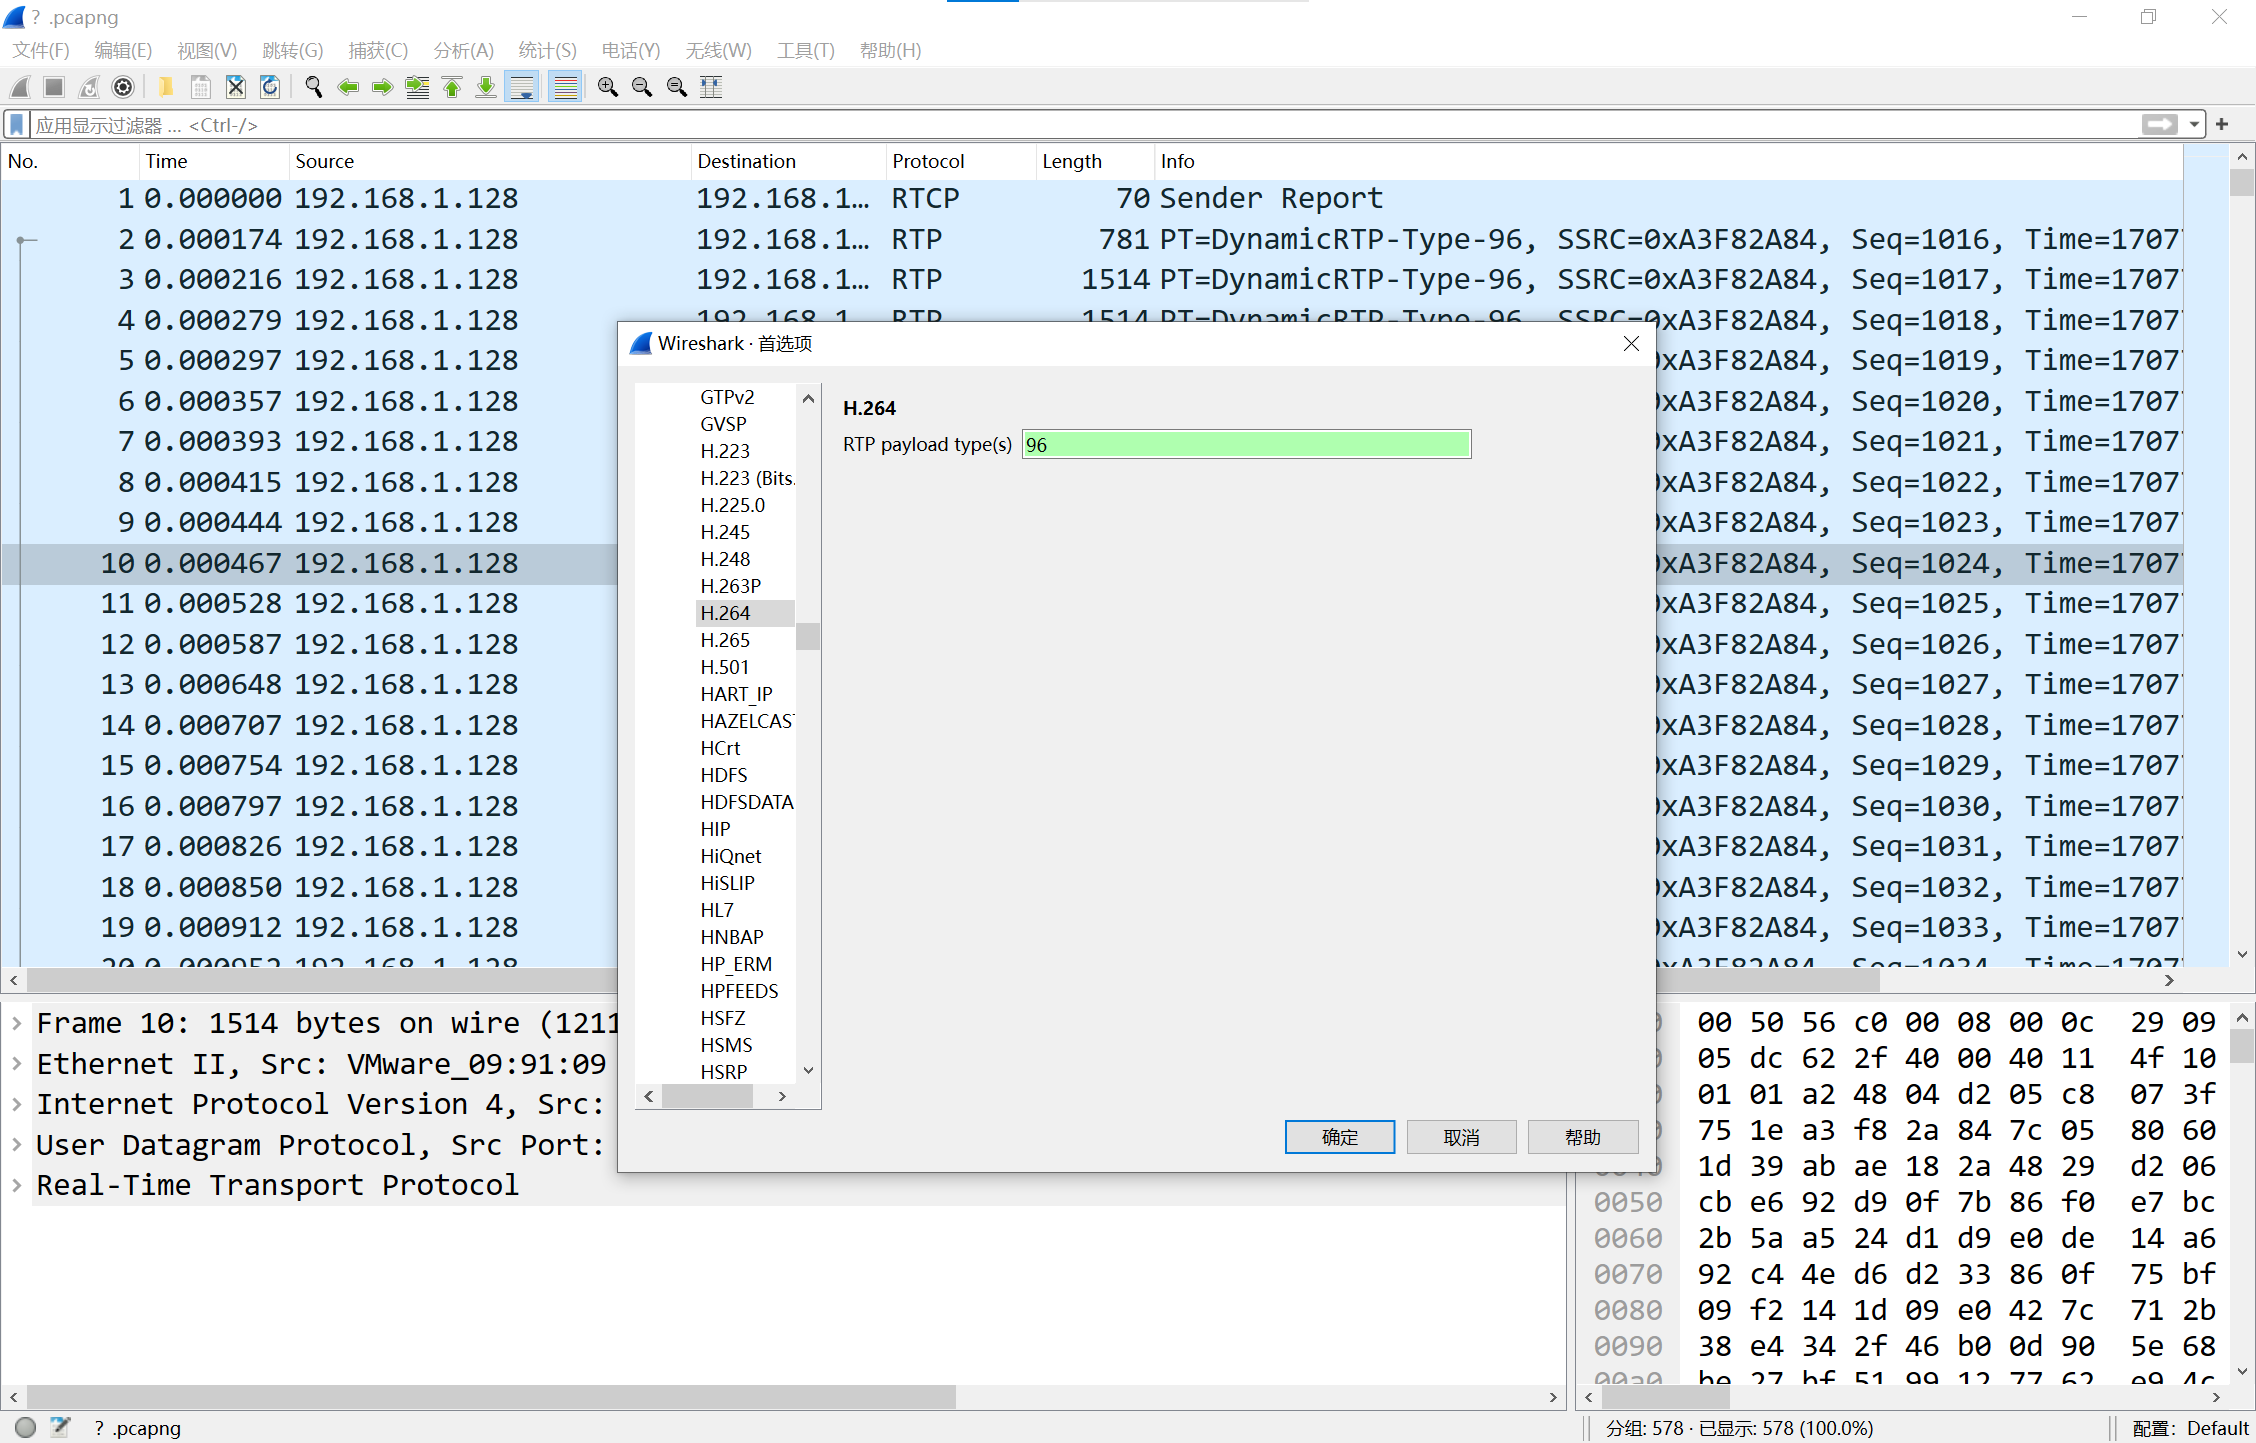 ? .pcapng
文件(F) 编辑(E) 视图(V) 跳转(G) 捕获(C) 分析(A) 统计(S) 电话(Y) 无线(W) 工具(T) 帮助(H)
应用显示过滤器 … <Ctrl-/>
No. Time Source Destination Protocol Length Info
1 0.000000 192.168.1.128 192.168.1… RTCP 70 Sender Report
2 0.000174 192.168.1.128 192.168.1… RTP 781 PT=DynamicRTP-Type-96, SSRC=0xA3F82A84, Seq=1016, Time=1707
3 0.000216 192.168.1.128 192.168.1… RTP 1514 PT=DynamicRTP-Type-96, SSRC=0xA3F82A84, Seq=1017, Time=1707
4 0.000279 192.168.1.128 192.168.1… RTP 1514 PT=DynamicRTP-Type-96, SSRC=0xA3F82A84, Seq=1018, Time=1707
5 0.000297 192.168.1.128 xA3F82A84, Seq=1019, Time=1707
6 0.000357 192.168.1.128 xA3F82A84, Seq=1020, Time=1707
7 0.000393 192.168.1.128 xA3F82A84, Seq=1021, Time=1707
8 0.000415 192.168.1.128 xA3F82A84, Seq=1022, Time=1707
9 0.000444 192.168.1.128 xA3F82A84, Seq=1023, Time=1707
10 0.000467 192.168.1.128 xA3F82A84, Seq=1024, Time=1707
11 0.000528 192.168.1.128 xA3F82A84, Seq=1025, Time=1707
12 0.000587 192.168.1.128 xA3F82A84, Seq=1026, Time=1707
13 0.000648 192.168.1.128 xA3F82A84, Seq=1027, Time=1707
14 0.000707 192.168.1.128 xA3F82A84, Seq=1028, Time=1707
15 0.000754 192.168.1.128 xA3F82A84, Seq=1029, Time=1707
16 0.000797 192.168.1.128 xA3F82A84, Seq=1030, Time=1707
17 0.000826 192.168.1.128 xA3F82A84, Seq=1031, Time=1707
18 0.000850 192.168.1.128 xA3F82A84, Seq=1032, Time=1707
19 0.000912 192.168.1.128 xA3F82A84, Seq=1033, Time=1707
20 0.000952 192.168.1.128 xA3F82A84, Seq=1034, Time=1707
Wireshark · 首选项
GTPv2
GVSP
H.223
H.223 (Bits.
H.225.0
H.245
H.248
H.263P
H.264
H.265
H.501
HART_IP
HAZELCAST
HCrt
HDFS
HDFSDATA
HIP
HiQnet
HiSLIP
HL7
HNBAP
HP_ERM
HPFEEDS
HSFZ
HSMS
HSRP
H.264
RTP payload type(s) 96
确定 取消 帮助
Frame 10: 1514 bytes on wire (1211
Ethernet II, Src: VMware_09:91:09
Internet Protocol Version 4, Src:
User Datagram Protocol, Src Port:
Real-Time Transport Protocol
00 50 56 c0 00 08 00 0c 29 09
05 dc 62 2f 40 00 40 11 4f 10
01 01 a2 48 04 d2 05 c8 07 3f
75 1e a3 f8 2a 84 7c 05 80 60
0040 1d 39 ab ae 18 2a 48 29 d2 06
0050 cb e6 92 d9 0f 7b 86 f0 e7 bc
0060 2b 5a a5 24 d1 d9 e0 de 14 a6
0070 92 c4 4e d6 d2 33 86 0f 75 bf
0080 09 f2 14 1d 09 e0 42 7c 71 2b
0090 38 e4 34 2f 46 b0 0d 90 5e 68
00a0 be 27 bf 51 99 12 77 62 e9 4c
? .pcapng
分组: 578 · 已显示: 578 (100.0%)
配置: Default